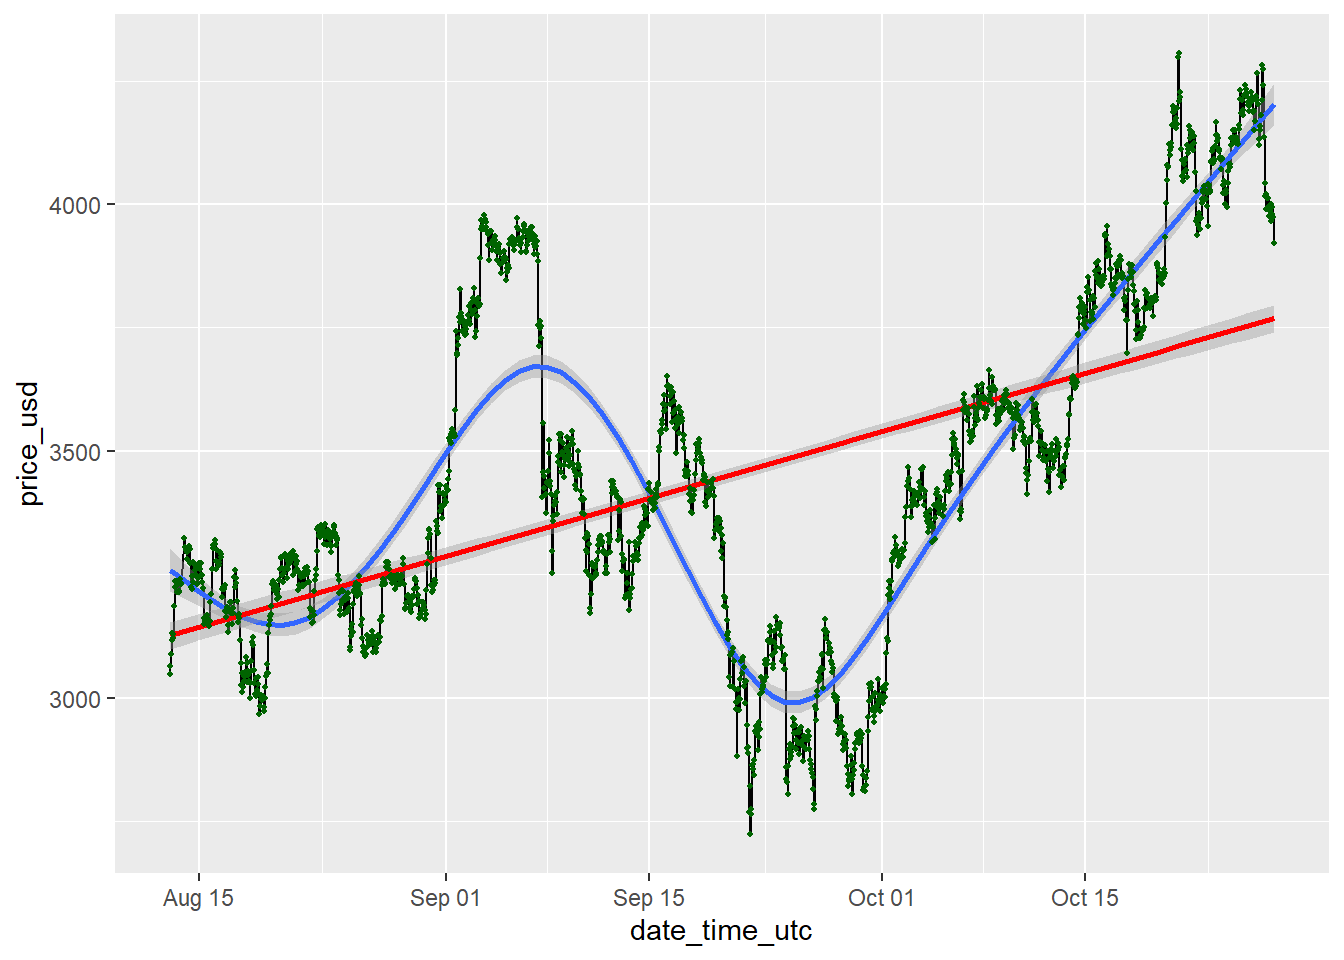 price_usd
4000
3500
3000
Aug 15
Sep 01
Sep 15
Oct 01
Oct 15
date_time_utc